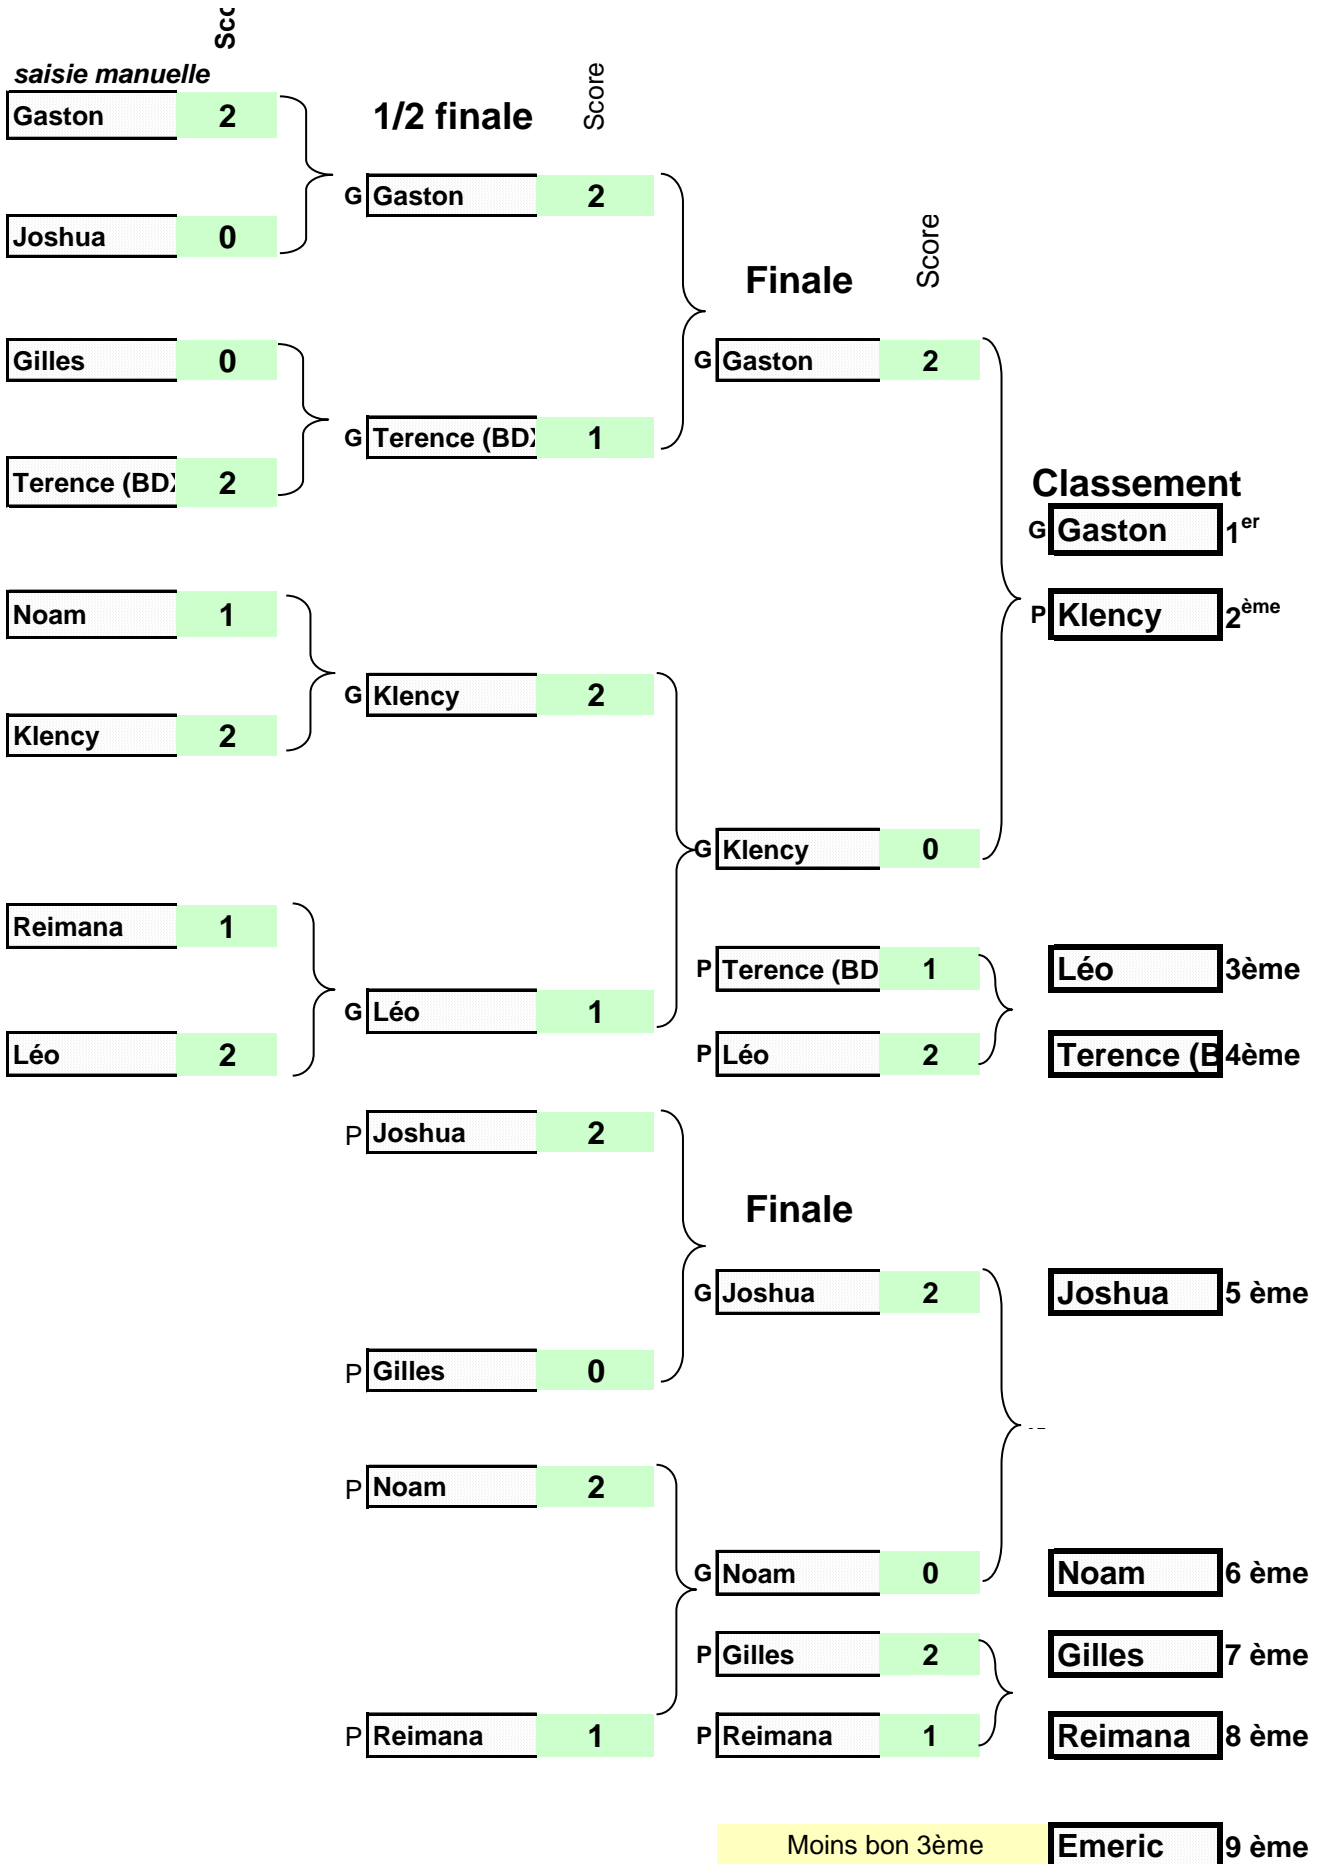 Sco
saisie manuelle
Gaston 2
1/2 finale Score
G Gaston 2
Joshua 0
Score
Finale
Gilles 0
G Gaston 2
G Terence (BDX 1
Terence (BDX 2
Classement
G Gaston 1er
Noam 1
P Klency 2ème
G Klency 2
Klency 2
G Klency 0
Reimana 1
P Terence (BD 1
Léo 3ème
G Léo 1
Léo 2
P Léo 2
Terence (B 4ème
P Joshua 2
Finale
G Joshua 2
Joshua 5 ème
P Gilles 0
P Noam 2
G Noam 0
Noam 6 ème
P Gilles 2
Gilles 7 ème
P Reimana 1
P Reimana 1
Reimana 8 ème
Moins bon 3ème
Emeric 9 ème